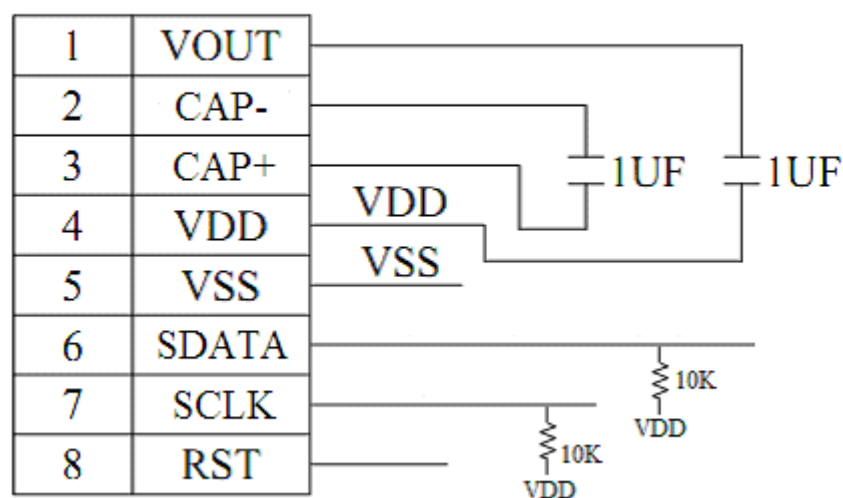 1 VOUT
2 CAP-
3 CAP+ 1UF 1UF
4 VDD VDD
5 VSS VSS
6 SDATA
10K
7 SCLK
VDD
8 RST 10K
VDD